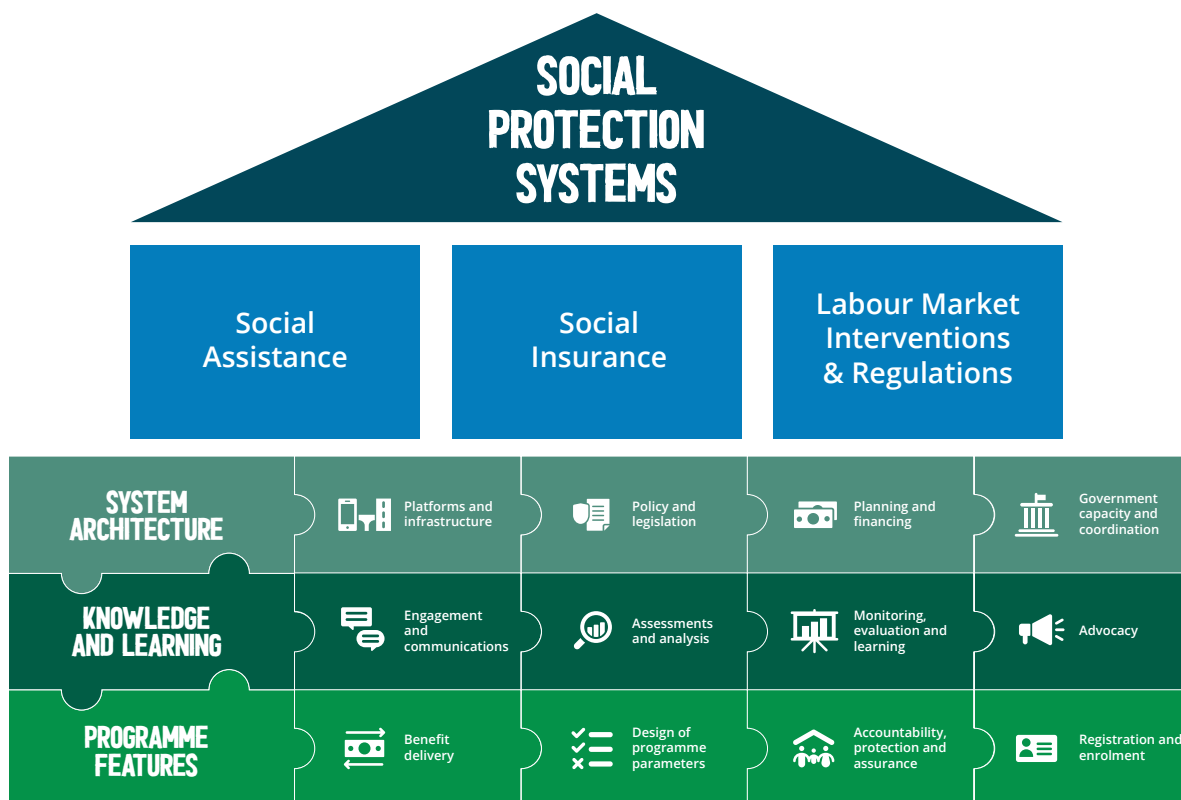 SOCIAL
PROTECTION
SYSTEMS
Social
Assistance
Social
Insurance
Labour Market
Interventions
& Regulations
SYSTEM
ARCHITECTURE
Platforms and
infrastructure
Policy and
legislation
Planning and
financing
Government
capacity and
coordination
KNOWLEDGE
AND LEARNING
Engagement
and
communications
Assessments
and analysis
Monitoring,
evaluation and
learning
Advocacy
PROGRAMME
FEATURES
Benefit
delivery
Design of
programme
parameters
Accountability,
protection and
assurance
Registration and
enrolment